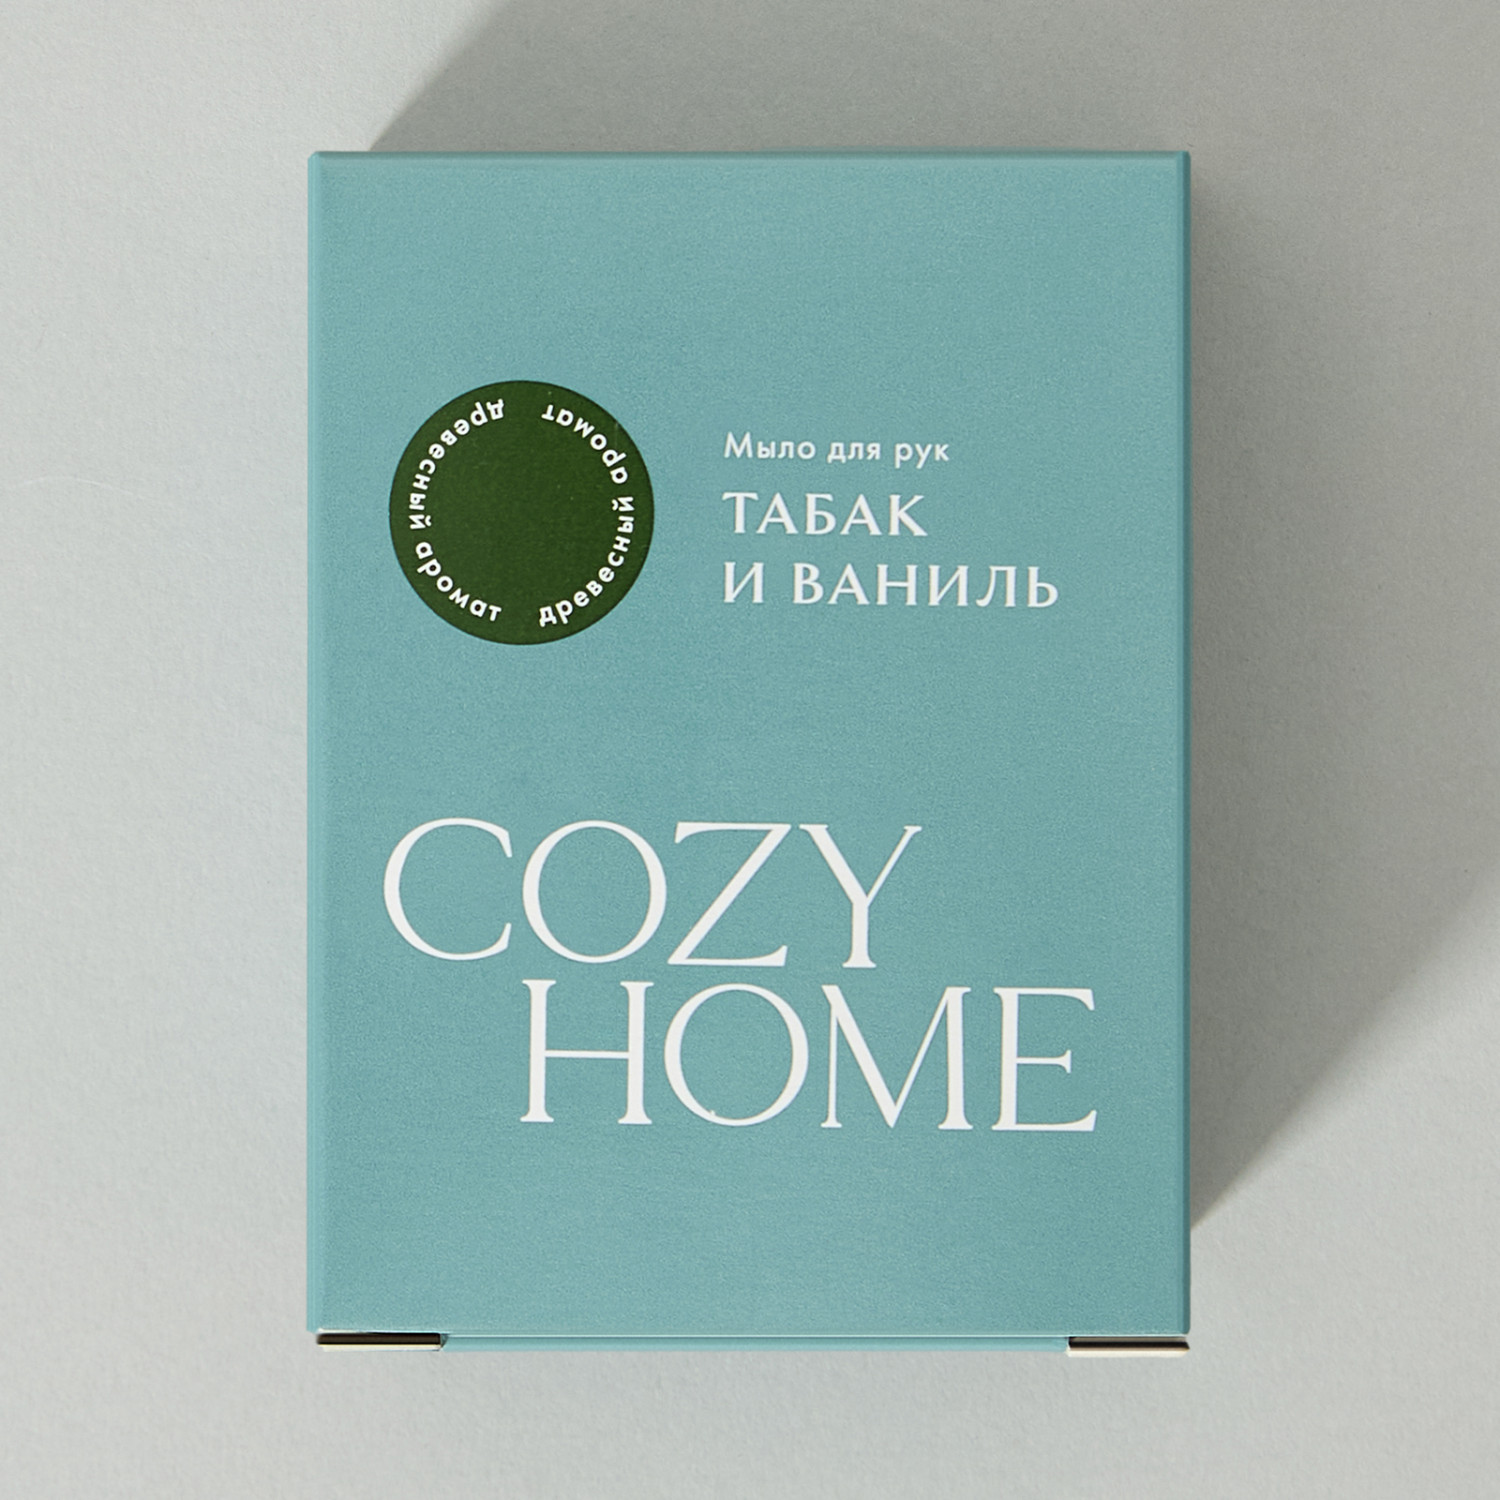 древесный аромат
древесный аромат
Мыло для рук
ТАБАК
И ВАНИЛЬ
COZY
HOME